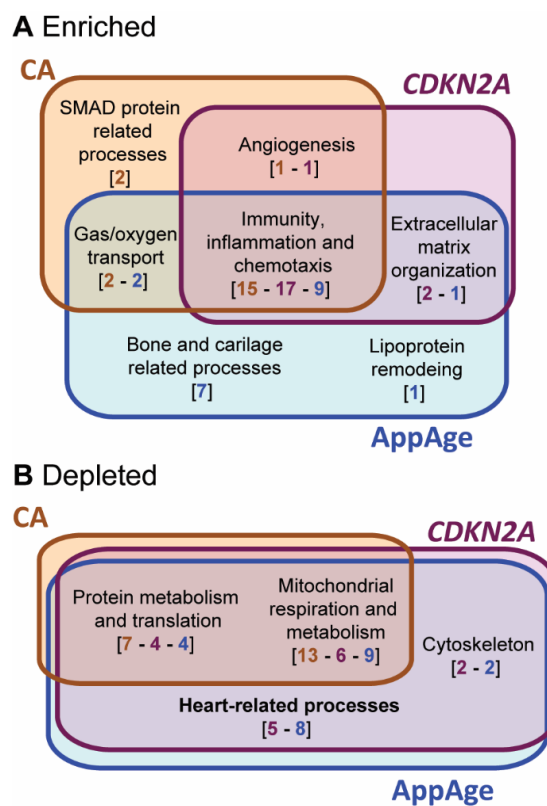 A Enriched
CA
CDKN2A
SMAD protein
related
processes
[2]
Angiogenesis
[1 - 1]
Gas/oxygen
transport
[2 - 2]
Immunity,
inflammation and
chemotaxis
[15 - 17 - 9]
Extracellular
matrix
organization
[2 - 1]
Bone and carilage
related processes
[7]
Lipoprotein
remodeing
[1]
AppAge
B Depleted
CA
CDKN2A
Protein metabolism
and translation
[7 - 4 - 4]
Mitochondrial
respiration and
metabolism
[13 - 6 - 9]
Cytoskeleton
[2 - 2]
Heart-related processes
[5 - 8]
AppAge